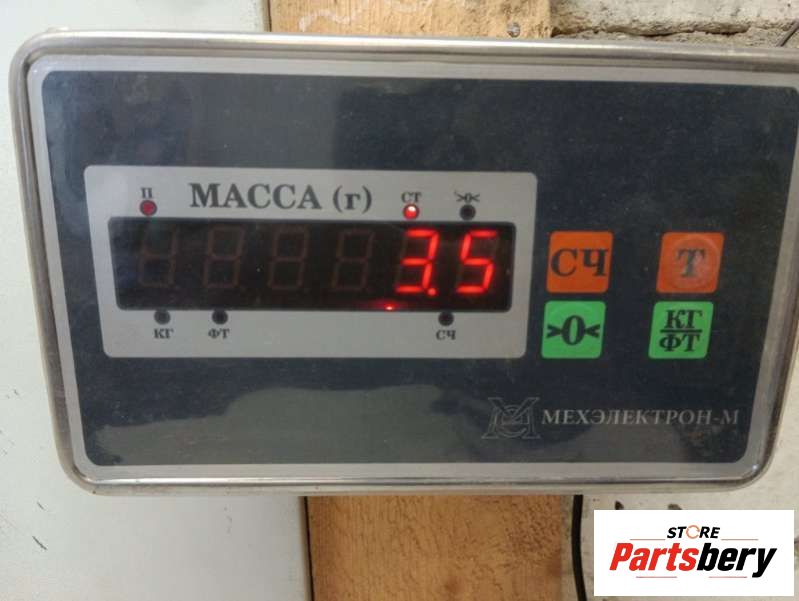 МАССА (г)
П
СТ
>0<
3.5
КГ
ФТ
СЧ
СЧ
Т
>0<
КГ
ФТ
МЕХЭЛЕКТРОН-М
STORE
Partsbery